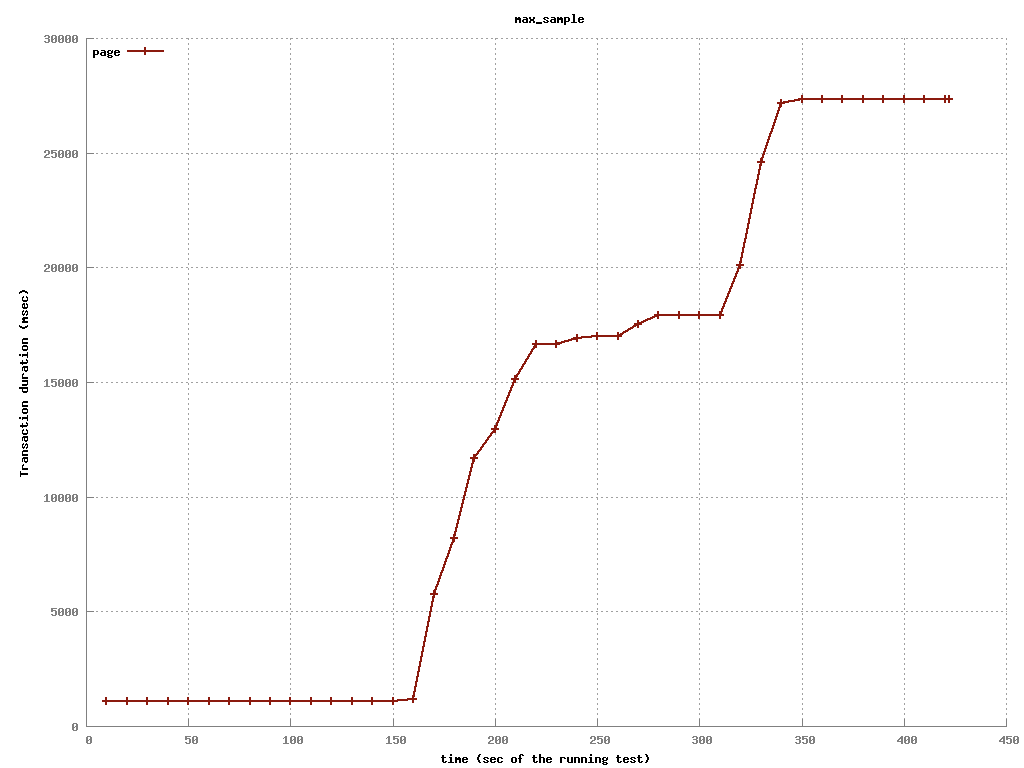 max_sample
page
30000
25000
20000
15000
10000
5000
0
0 50 100 150 200 250 300 350 400 450
Transaction duration (msec)
time (sec of the running test)